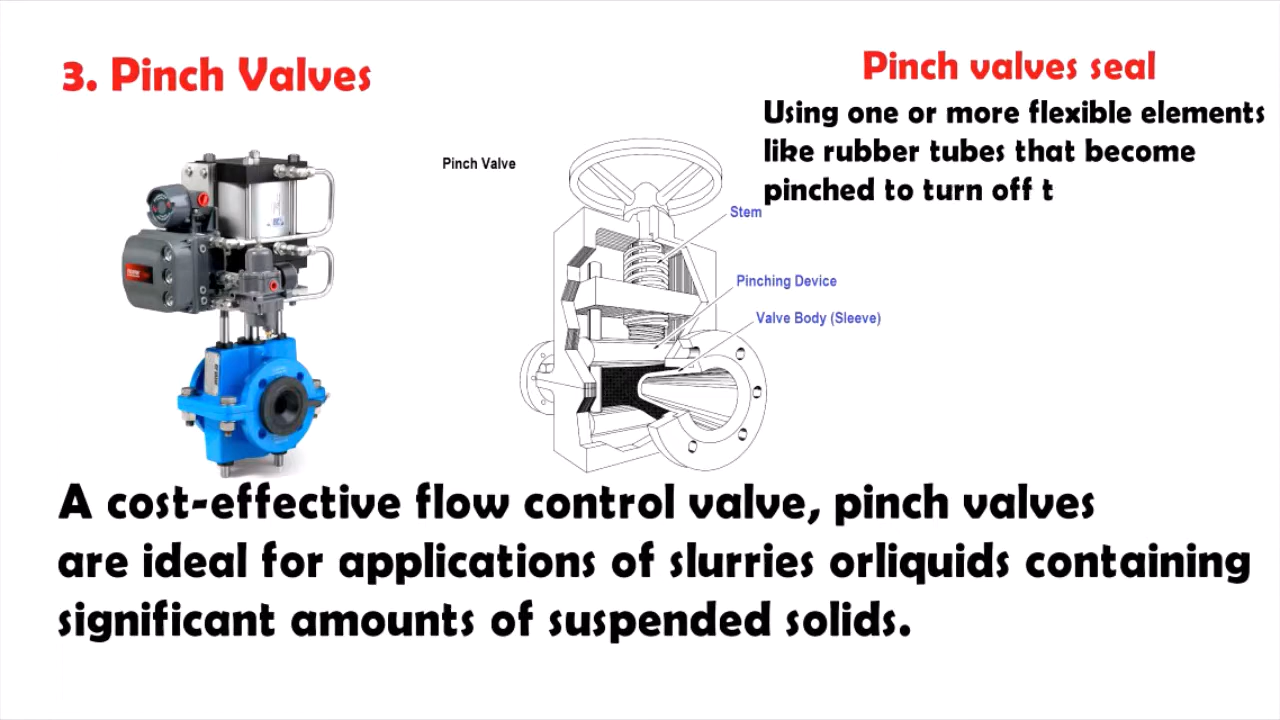 3. Pinch Valves
Pinch valves seal
Using one or more flexible elements
like rubber tubes that become
pinched to turn off t
Pinch Valve
Stem
Pinching Device
Valve Body (Sleeve)
A cost-effective flow control valve, pinch valves
are ideal for applications of slurries orliquids containing
significant amounts of suspended solids.